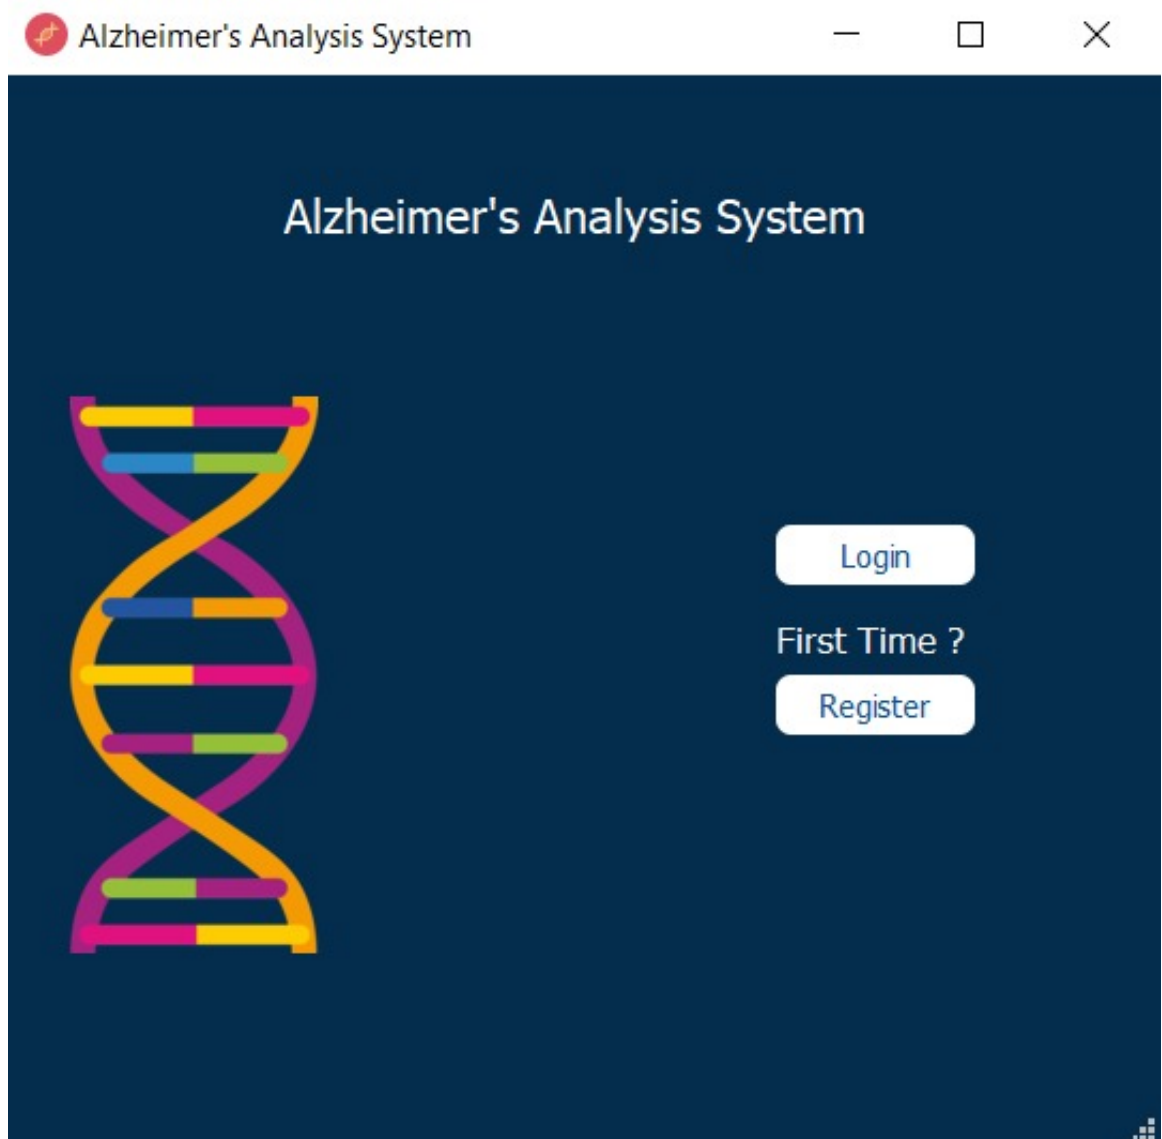 Alzheimer's Analysis System
Alzheimer's Analysis System
Login
First Time ?
Register